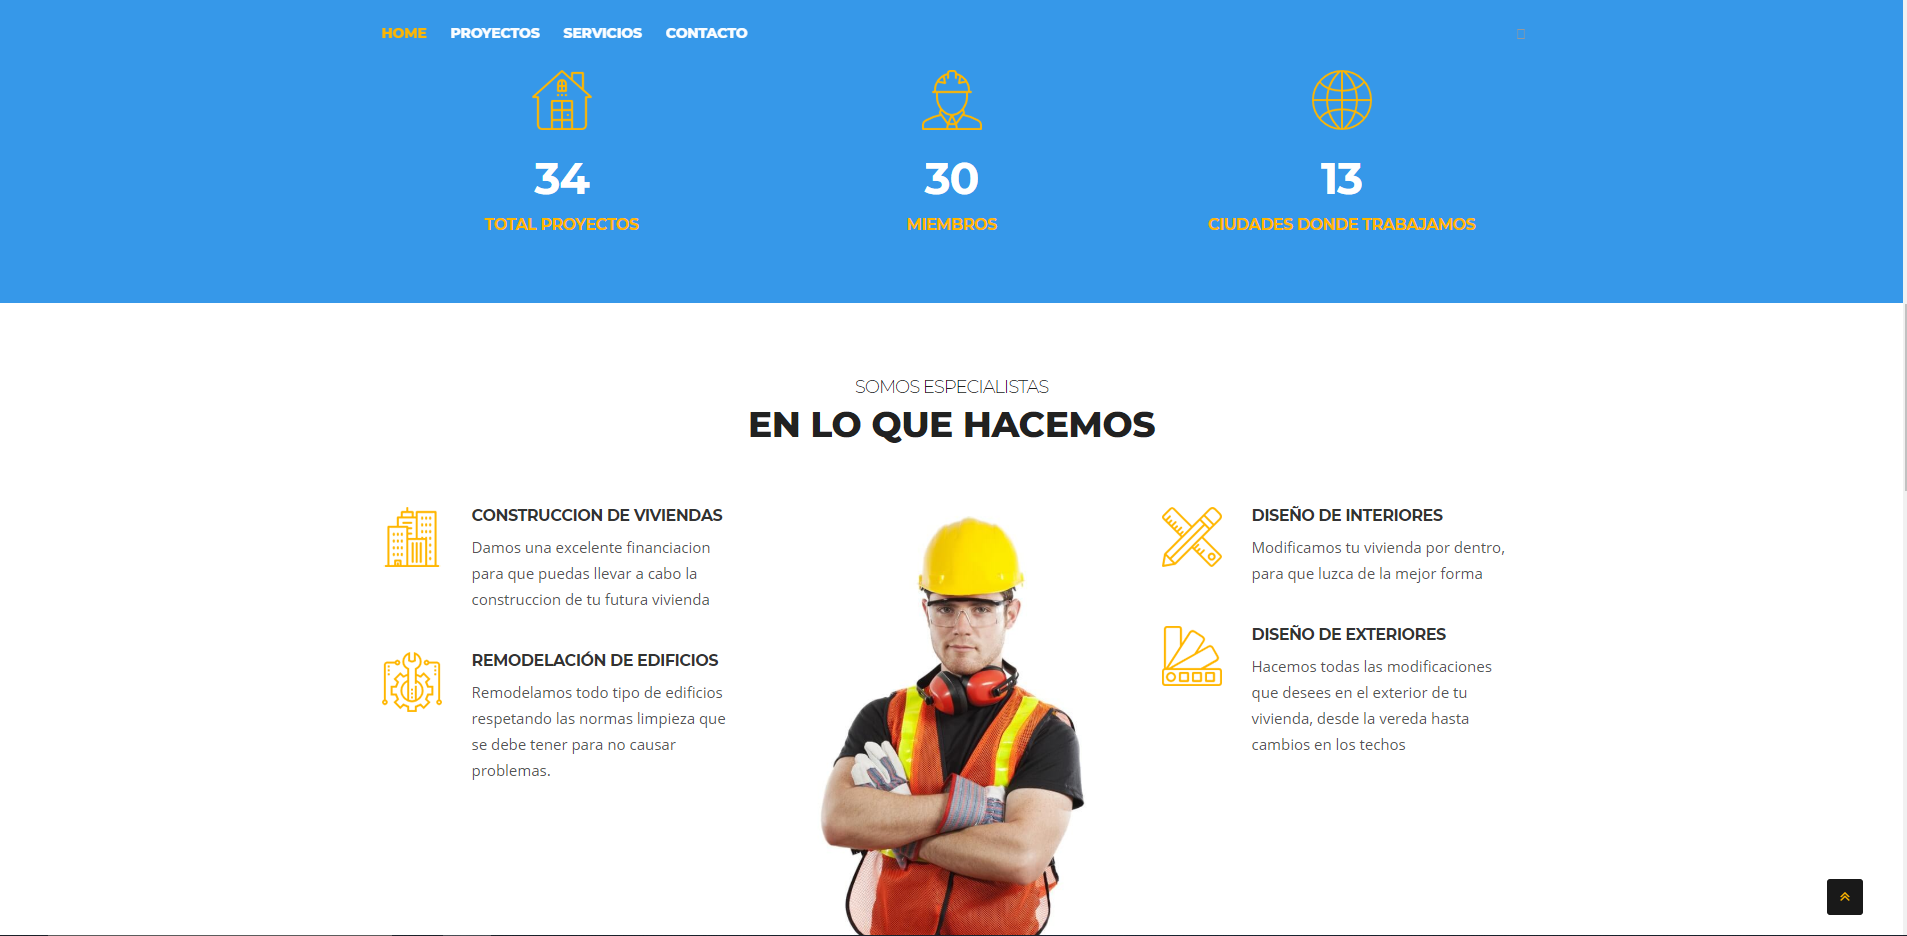 HOME PROYECTOS SERVICIOS CONTACTO
34
TOTAL PROYECTOS
30
MIEMBROS
13
CIUDADES DONDE TRABAJAMOS
SOMOS ESPECIALISTAS
EN LO QUE HACEMOS
CONSTRUCCION DE VIVIENDAS
Damos una excelente financiacion
para que puedas llevar a cabo la
construccion de tu futura vivienda
REMODELACIÓN DE EDIFICIOS
Remodelamos todo tipo de edificios
respetando las normas limpieza que
se debe tener para no causar
problemas.
DISEÑO DE INTERIORES
Modificamos tu vivienda por dentro,
para que luzca de la mejor forma
DISEÑO DE EXTERIORES
Hacemos todas las modificaciones
que desees en el exterior de tu
vivienda, desde la vereda hasta
cambios en los techos